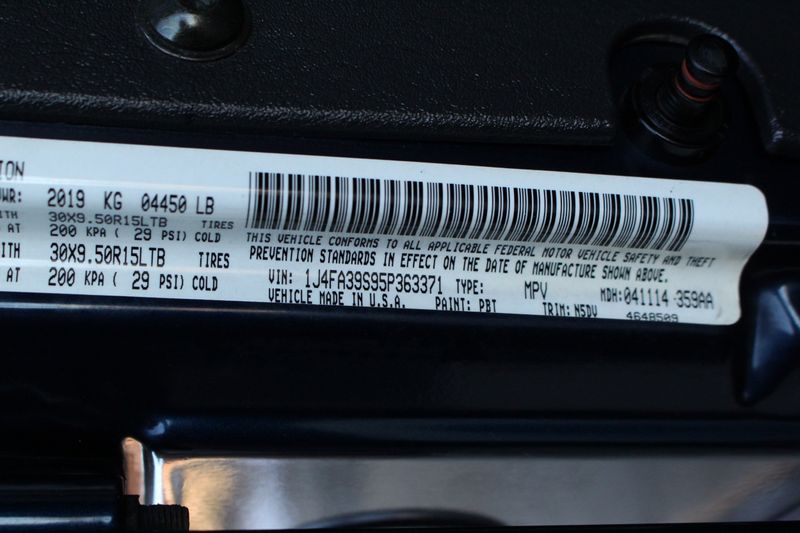 ION
WR: 2019 KG 04450 LB
ITH 30X9.50R15LTB TIRES
AT 200 KPA ( 29 PSI) COLD
ITH 30X9.50R15LTB TIRES
AT 200 KPA ( 29 PSI) COLD
THIS VEHICLE CONFORMS TO ALL APPLICABLE FEDERAL MOTOR VEHICLE SAFETY AND THEFT
PREVENTION STANDARDS IN EFFECT ON THE DATE OF MANUFACTURE SHOWN ABOVE.
VIN: 1J4FA39S95P363371 TYPE: MPV MDH:041114 359AA
VEHICLE MADE IN U.S.A. PAINT: PBT TRIM: N5DV 4648509